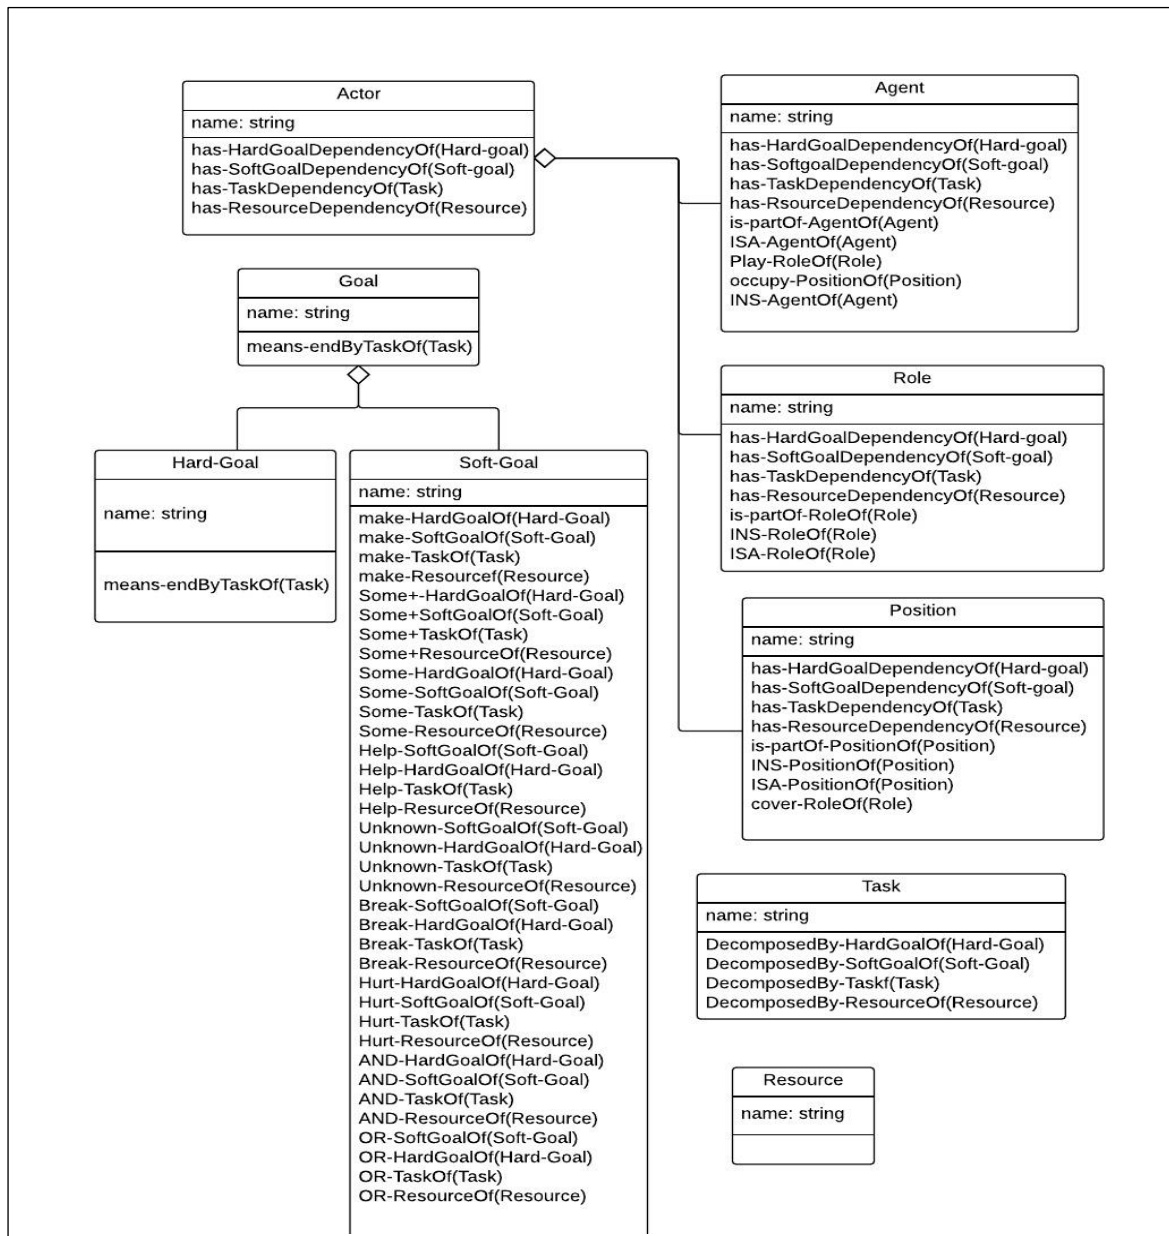 Actor
name: string
has-HardGoalDependencyOf(Hard-goal)
has-SoftGoalDependencyOf(Soft-goal)
has-TaskDependencyOf(Task)
has-ResourceDependencyOf(Resource)
Agent
name: string
has-HardGoalDependencyOf(Hard-goal)
has-SoftgoalDependencyOf(Soft-goal)
has-TaskDependencyOf(Task)
has-RsourceDependencyOf(Resource)
is-partOf-AgentOf(Agent)
ISA-AgentOf(Agent)
Play-RoleOf(Role)
occupy-PositionOf(Position)
INS-AgentOf(Agent)
Goal
name: string
means-endByTaskOf(Task)
Role
name: string
has-HardGoalDependencyOf(Hard-goal)
has-SoftGoalDependencyOf(Soft-goal)
has-TaskDependencyOf(Task)
has-ResourceDependencyOf(Resource)
is-partOf-RoleOf(Role)
INS-RoleOf(Role)
ISA-RoleOf(Role)
Hard-Goal
name: string
means-endByTaskOf(Task)
Soft-Goal
name: string
make-HardGoalOf(Hard-Goal)
make-SoftGoalOf(Soft-Goal)
make-TaskOf(Task)
make-Resourcef(Resource)
Some+-HardGoalOf(Hard-Goal)
Some+SoftGoalOf(Soft-Goal)
Some+TaskOf(Task)
Some+ResourceOf(Resource)
Some-HardGoalOf(Hard-Goal)
Some-SoftGoalOf(Soft-Goal)
Some-TaskOf(Task)
Some-ResourceOf(Resource)
Help-SoftGoalOf(Soft-Goal)
Help-HardGoalOf(Hard-Goal)
Help-TaskOf(Task)
Help-ResurceOf(Resource)
Unknown-SoftGoalOf(Soft-Goal)
Unknown-HardGoalOf(Hard-Goal)
Unknown-TaskOf(Task)
Unknown-ResourceOf(Resource)
Break-SoftGoalOf(Soft-Goal)
Break-HardGoalOf(Hard-Goal)
Break-TaskOf(Task)
Break-ResourceOf(Resource)
Hurt-HardGoalOf(Hard-Goal)
Hurt-SoftGoalOf(Soft-Goal)
Hurt-TaskOf(Task)
Hurt-ResourceOf(Resource)
AND-HardGoalOf(Hard-Goal)
AND-SoftGoalOf(Soft-Goal)
AND-TaskOf(Task)
AND-ResourceOf(Resource)
OR-SoftGoalOf(Soft-Goal)
OR-HardGoalOf(Hard-Goal)
OR-TaskOf(Task)
OR-ResourceOf(Resource)
Position
name: string
has-HardGoalDependencyOf(Hard-goal)
has-SoftGoalDependencyOf(Soft-goal)
has-TaskDependencyOf(Task)
has-ResourceDependencyOf(Resource)
is-partOf-PositionOf(Position)
INS-PositionOf(Position)
ISA-PositionOf(Position)
cover-RoleOf(Role)
Task
name: string
DecomposedBy-HardGoalOf(Hard-Goal)
DecomposedBy-SoftGoalOf(Soft-Goal)
DecomposedBy-Taskf(Task)
DecomposedBy-ResourceOf(Resource)
Resource
name: string